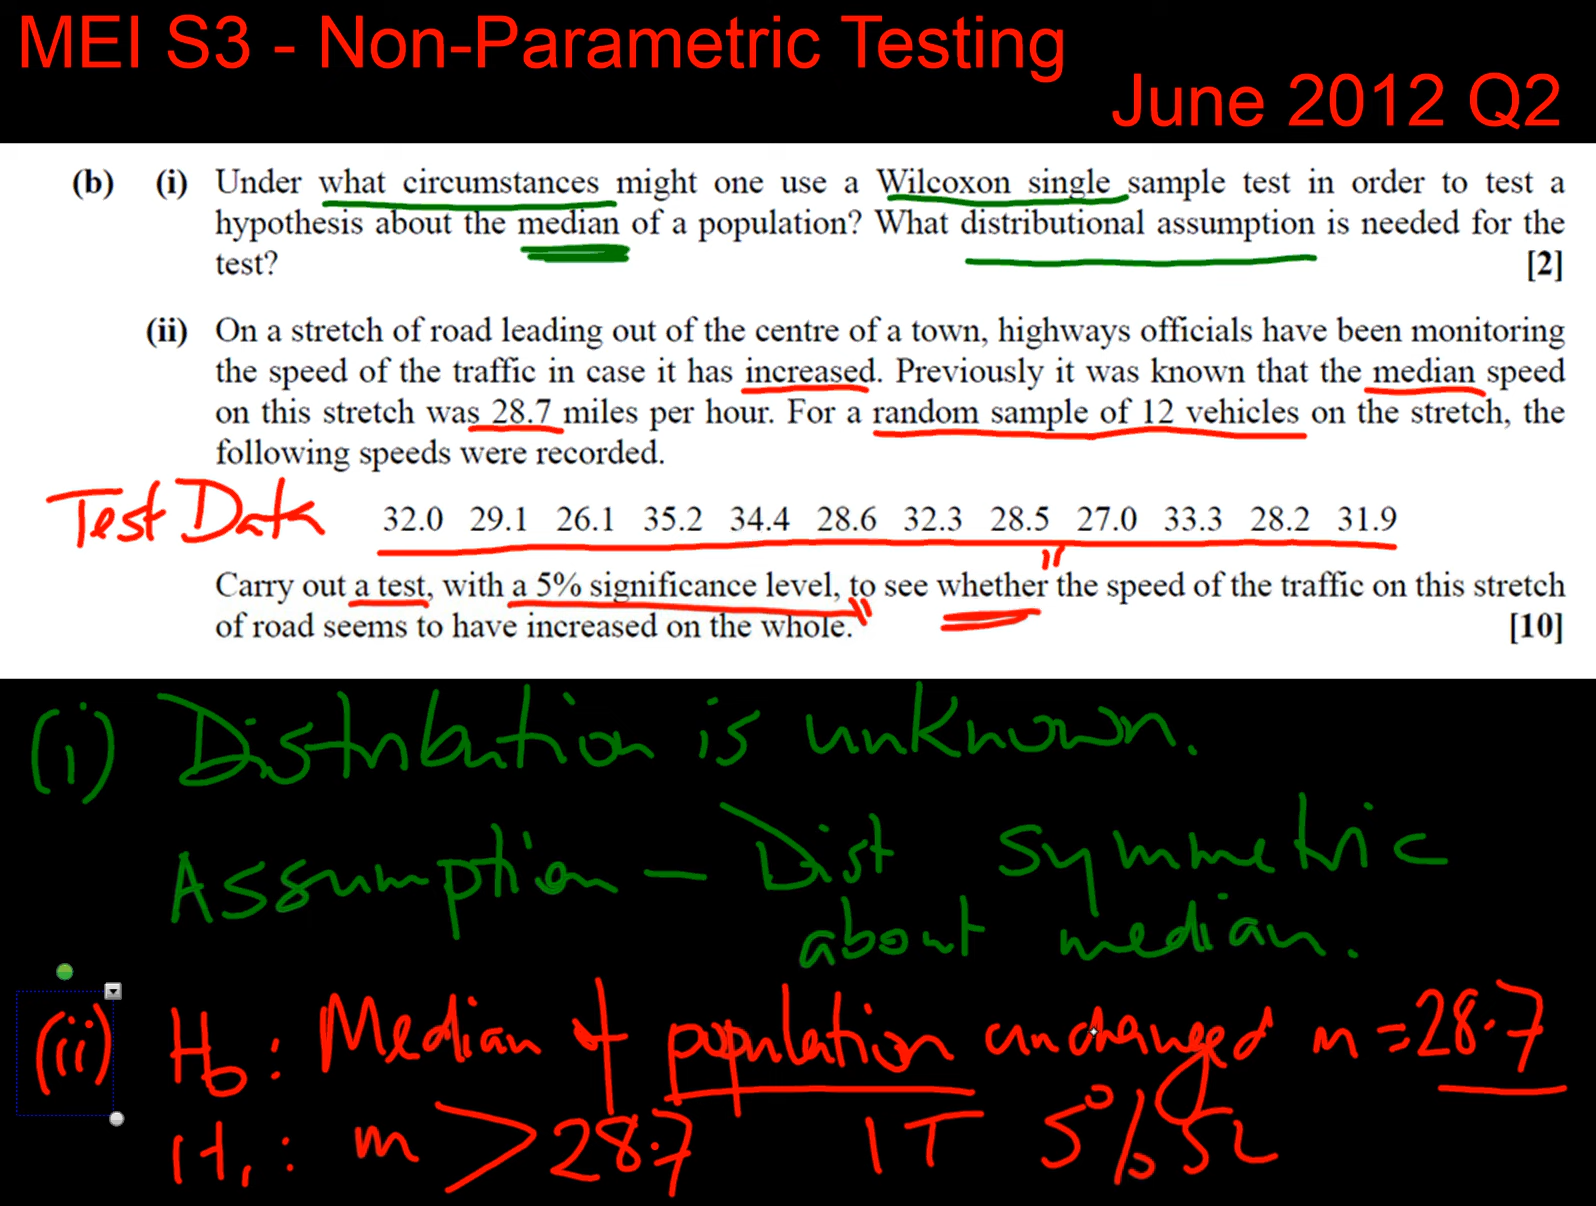 MEI S3 - Non-Parametric Testing
June 2012 Q2
(b) (i) Under what circumstances might one use a Wilcoxon single sample test in order to test a
hypothesis about the median of a population? What distributional assumption is needed for the
test? [2]
(ii) On a stretch of road leading out of the centre of a town, highways officials have been monitoring
the speed of the traffic in case it has increased. Previously it was known that the median speed
on this stretch was 28.7 miles per hour. For a random sample of 12 vehicles on the stretch, the
following speeds were recorded.
Test Data 32.0 29.1 26.1 35.2 34.4 28.6 32.3 28.5 27.0 33.3 28.2 31.9
Carry out a test, with a 5% significance level, to see whether the speed of the traffic on this stretch
of road seems to have increased on the whole. [10]
(i) Distribution is unknown.
Assumption — Dist symmetric
about median.
(ii) H0: Median of population unchanged m = 28.7
H1: m > 28.7 1T 5% SL